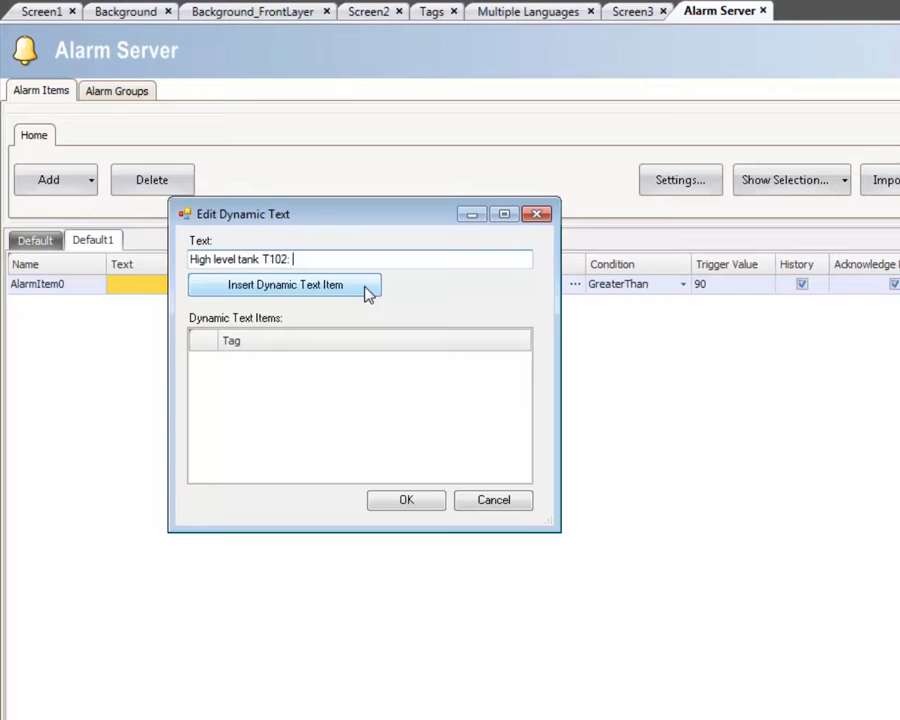 Screen1 × Background × Background_FrontLayer × Screen2 × Tags × Multiple Languages × Screen3 × Alarm Server ×
Alarm Server
Alarm Items Alarm Groups
Home
Add Delete Settings... Show Selection... Impo
Edit Dynamic Text
Text:
Default Default1
High level tank T102:
Name Text Condition Trigger Value History Acknowledge
AlarmItem0 Insert Dynamic Text Item ... GreaterThan 90
Dynamic Text Items:
Tag
OK Cancel